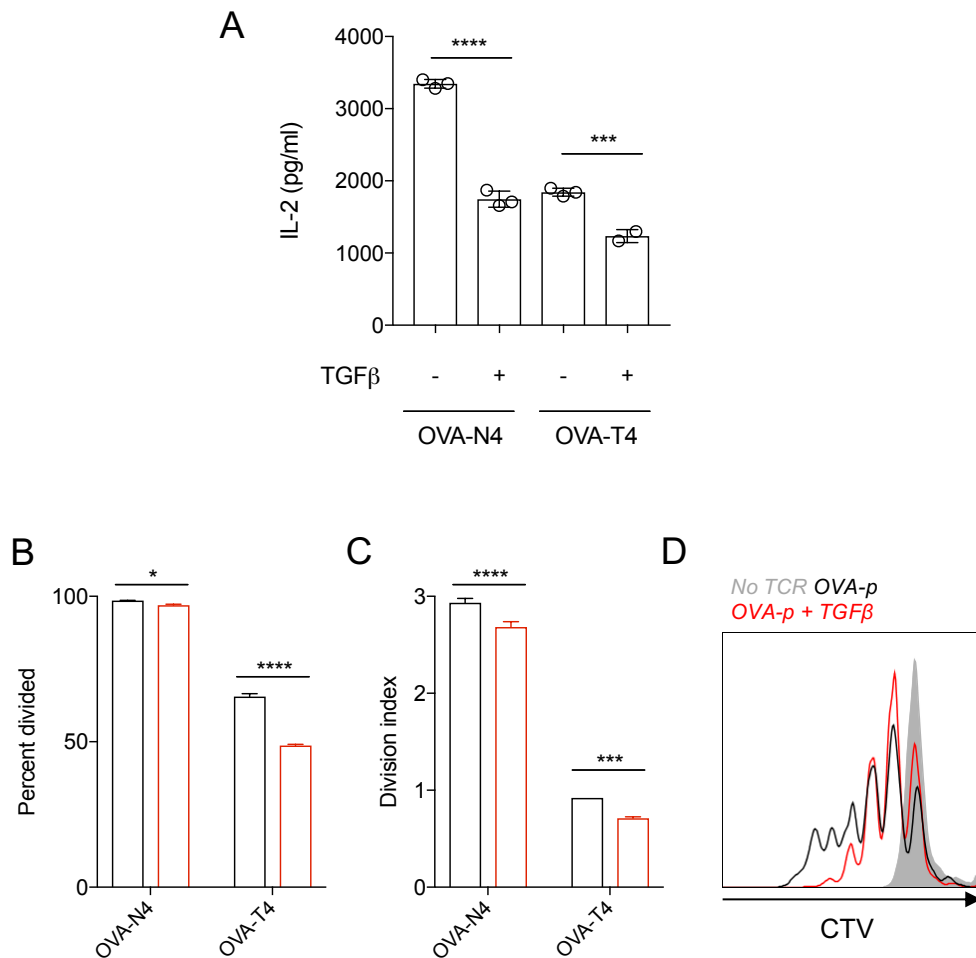 A
4000
3000
2000
1000
0
IL-2 (pg/ml)
****
***
TGFβ - + - +
OVA-N4 OVA-T4
B
100
50
0
Percent divided
*
****
OVA-N4 OVA-T4
C
3
2
1
0
Division index
****
***
OVA-N4 OVA-T4
D
No TCR OVA-p
OVA-p + TGFβ
CTV